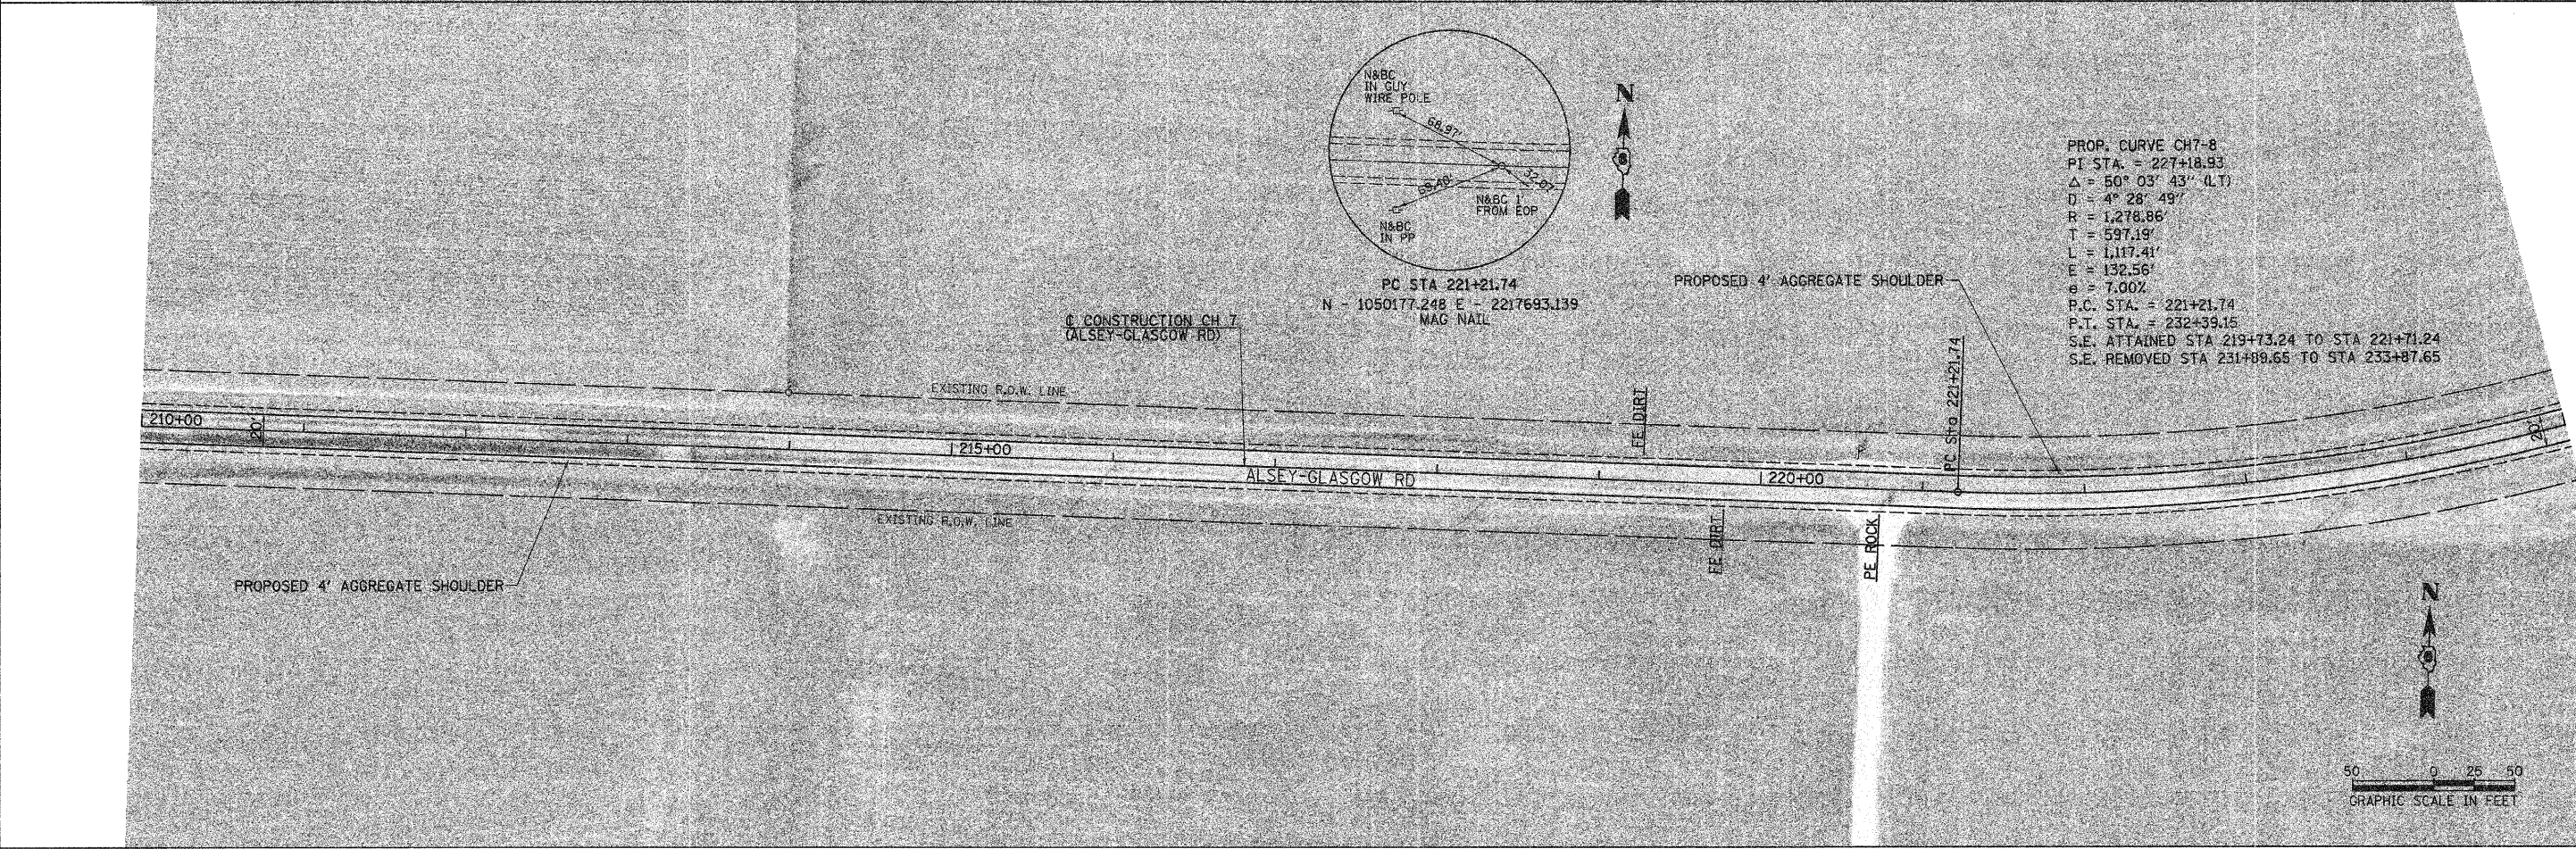 N&BC
IN GUY
WIRE POLE
68.97'
32.07'
N&BC 1'
FROM EOP
N&BC
IN PP
PC STA 221+21.74
N - 1050177.248 E - 2217693.139
MAG NAIL
N
PROP. CURVE CH7-8
PI STA. = 227+18.93
Δ = 50° 03' 43" (LT)
D = 4° 28' 49"
R = 1,278.86'
T = 597.19'
L = 1,117.41'
E = 132.56'
e = 7.00%
P.C. STA. = 221+21.74
P.T. STA. = 232+39.15
S.E. ATTAINED STA 219+73.24 TO STA 221+71.24
S.E. REMOVED STA 231+89.65 TO STA 233+87.65
PROPOSED 4' AGGREGATE SHOULDER
℄ CONSTRUCTION CH 7
(ALSEY-GLASGOW RD)
EXISTING R.O.W. LINE
FE DIRT
PC Sta 221+21.74
210+00
20'
215+00
220+00
20'
ALSEY-GLASGOW RD
EXISTING R.O.W. LINE
FE DIRT
PE ROCK
PROPOSED 4' AGGREGATE SHOULDER
N
50 0 25 50
GRAPHIC SCALE IN FEET